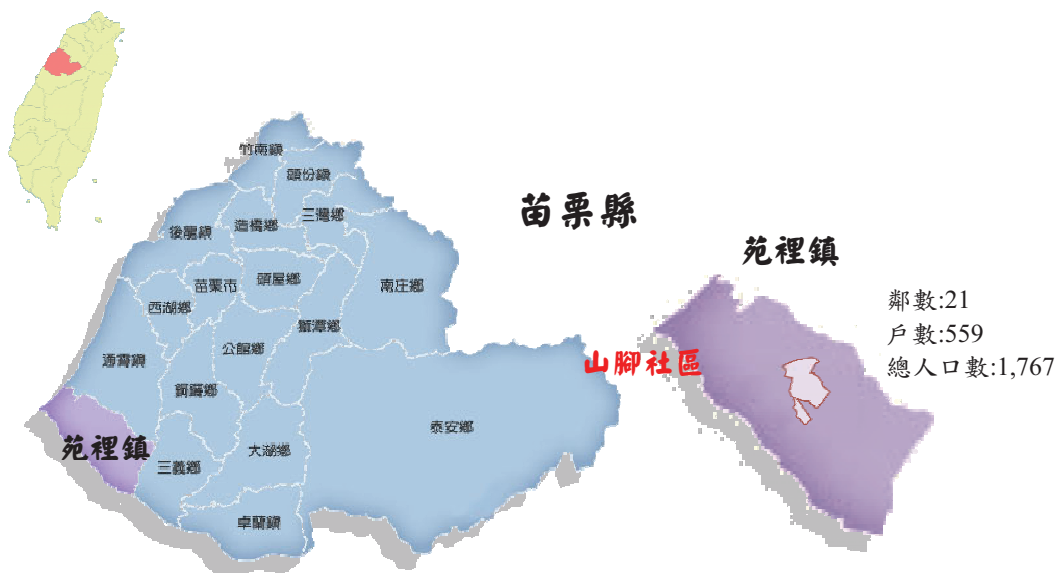 苗栗縣
竹南鎮
頭份鎮
三灣鄉
造橋鄉
後龍鎮
頭屋鄉
苗栗市
南庄鄉
西湖鄉
獅潭鄉
公館鄉
通霄鎮
銅鑼鄉
泰安鄉
苑裡鎮
大湖鄉
三義鄉
卓蘭鎮
苑裡鎮
山腳社區
鄰數:21
戶數:559
總人口數:1,767